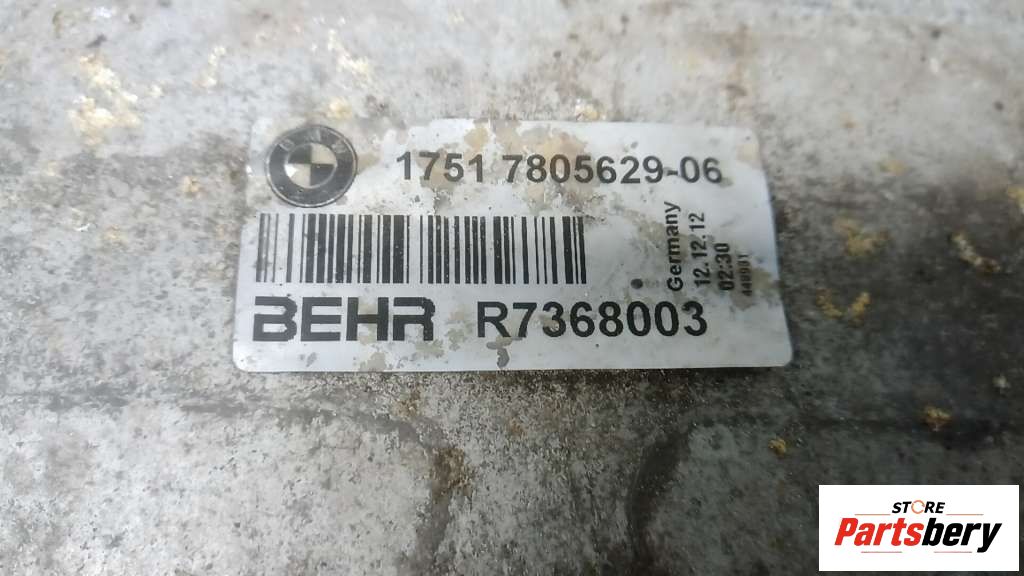 1751 7805629-06
Germany
12.12.12
02:30
BEHR R7368003
STORE
Partsbery